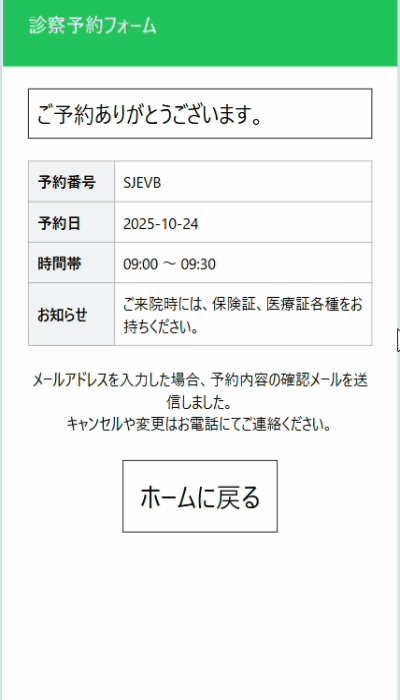 診察予約フォーム
ご予約ありがとうございます。
予約番号 SJEVB
予約日 2025-10-24
時間帯 09:00 ～ 09:30
お知らせ ご来院時には、保険証、医療証各種をお
持ちください。
メールアドレスを入力した場合、予約内容の確認メールを送
信しました。
キャンセルや変更はお電話にてご連絡ください。
ホームに戻る